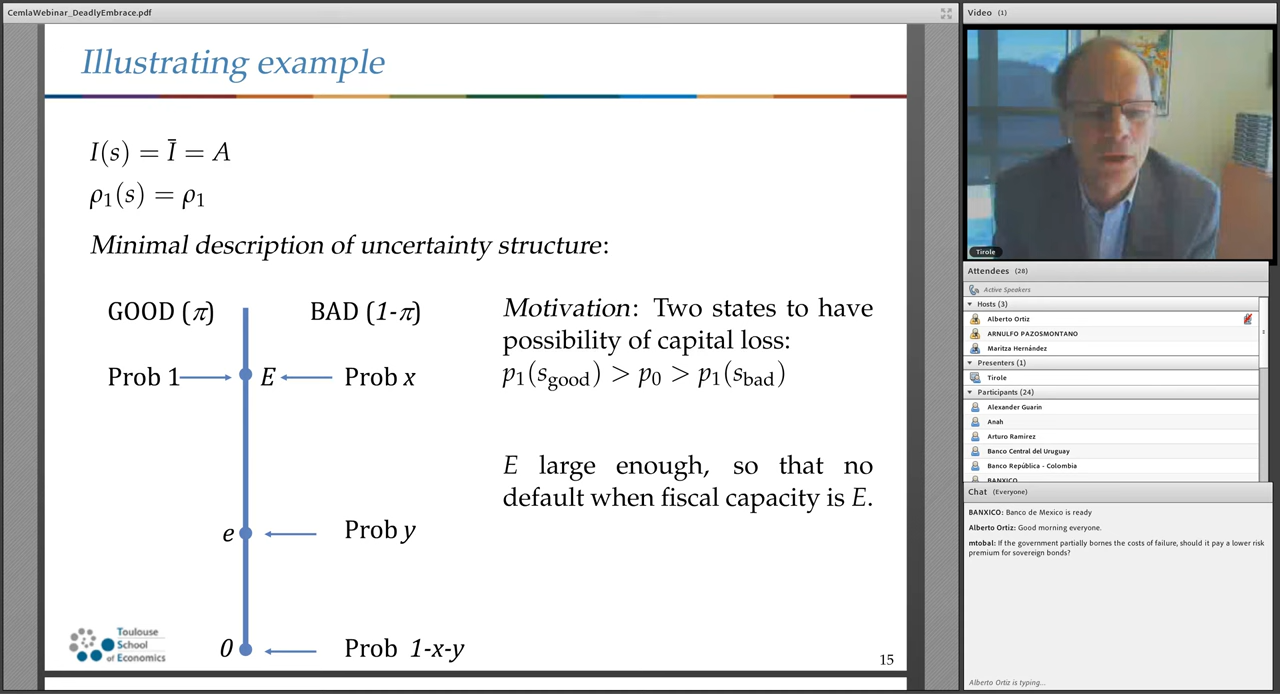 CemlaWebinar_DeadlyEmbrace.pdf
Illustrating example
I(s) = Ī = A
ρ₁(s) = ρ₁
Minimal description of uncertainty structure:
GOOD (π)
BAD (1-π)
Prob 1
E
Prob x
e
Prob y
0
Prob 1-x-y
Motivation: Two states to have
possibility of capital loss:
p₁(s_good) > p₀ > p₁(s_bad)
E large enough, so that no
default when fiscal capacity is E.
Toulouse
School
of Economics
15
Video (1)
Tirole
Attendees (28)
Active Speakers
Hosts (3)
Alberto Ortiz
ARNULFO PAZOSMONTANO
Maritza Hernández
Presenters (1)
Tirole
Participants (24)
Alexander Guarin
Anah
Arturo Ramírez
Banco Central del Uruguay
Banco República - Colombia
BANXICO
Chat (Everyone)
BANXICO: Banco de Mexico is ready
Alberto Ortiz: Good morning everyone.
mtobal: If the government partially bornes the costs of failure, should it pay a lower risk
premium for sovereign bonds?
Alberto Ortiz is typing...